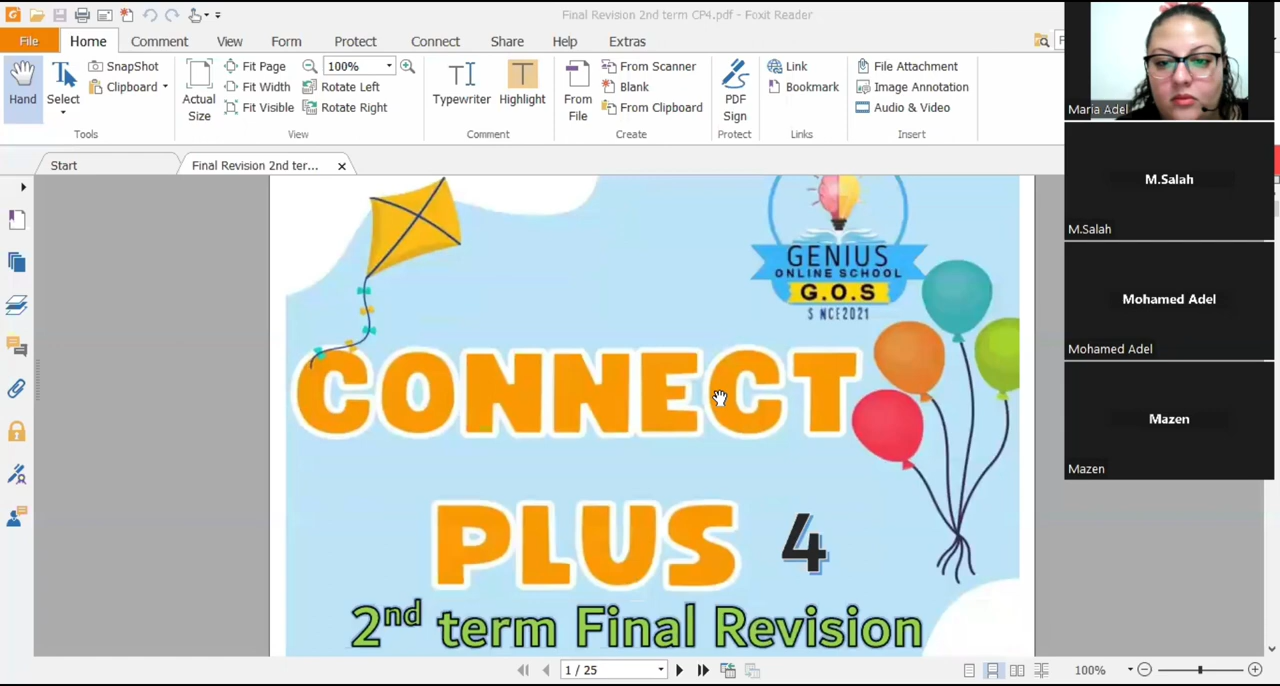 Final Revision 2nd term CP4.pdf - Foxit Reader
File Home Comment View Form Protect Connect Share Help Extras
Hand
Select
SnapShot
Clipboard
Tools
Actual Size
Fit Page
Fit Width
Fit Visible
100%
Rotate Left
Rotate Right
View
Typewriter
Highlight
Comment
From File
From Scanner
Blank
From Clipboard
Create
PDF Sign
Protect
Link
Bookmark
Links
File Attachment
Image Annotation
Audio & Video
Insert
Start
Final Revision 2nd ter...
GENIUS
ONLINE SCHOOL
G.O.S
S NCE2021
CONNECT
PLUS 4
2nd term Final Revision
Maria Adel
M.Salah
M.Salah
Mohamed Adel
Mohamed Adel
Mazen
Mazen
1 / 25
100%